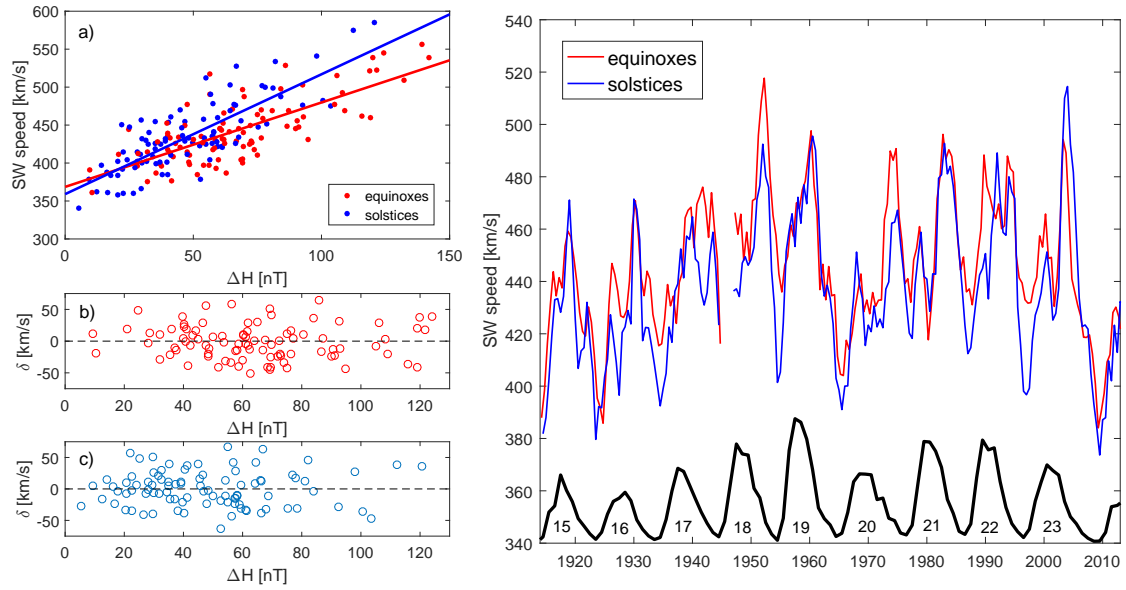 a)
600
550
500
450
400
350
300
SW speed [km/s]
0 50 100 150
ΔH [nT]
equinoxes
solstices
b)
50
0
-50
δ [km/s]
0 20 40 60 80 100 120
ΔH [nT]
c)
50
0
-50
δ [km/s]
0 20 40 60 80 100 120
ΔH [nT]
540
520
500
480
460
440
420
400
380
360
340
SW speed [km/s]
equinoxes
solstices
15 16 17 18 19 20 21 22 23
1920 1930 1940 1950 1960 1970 1980 1990 2000 2010